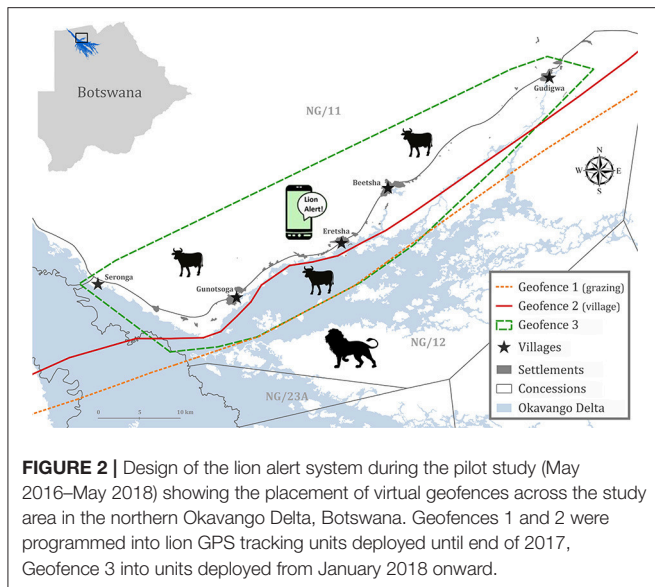 Botswana
NG/11
Gudigwa
Beetsha
Lion
Alert!
Eretsha
Seronga
Gunotsoga
NG/12
NG/23A
N
W
E
S
0
5
10 km
Geofence 1 (grazing)
Geofence 2 (village)
Geofence 3
Villages
Settlements
Concessions
Okavango Delta
FIGURE 2 | Design of the lion alert system during the pilot study (May
2016–May 2018) showing the placement of virtual geofences across the study
area in the northern Okavango Delta, Botswana. Geofences 1 and 2 were
programmed into lion GPS tracking units deployed until end of 2017,
Geofence 3 into units deployed from January 2018 onward.